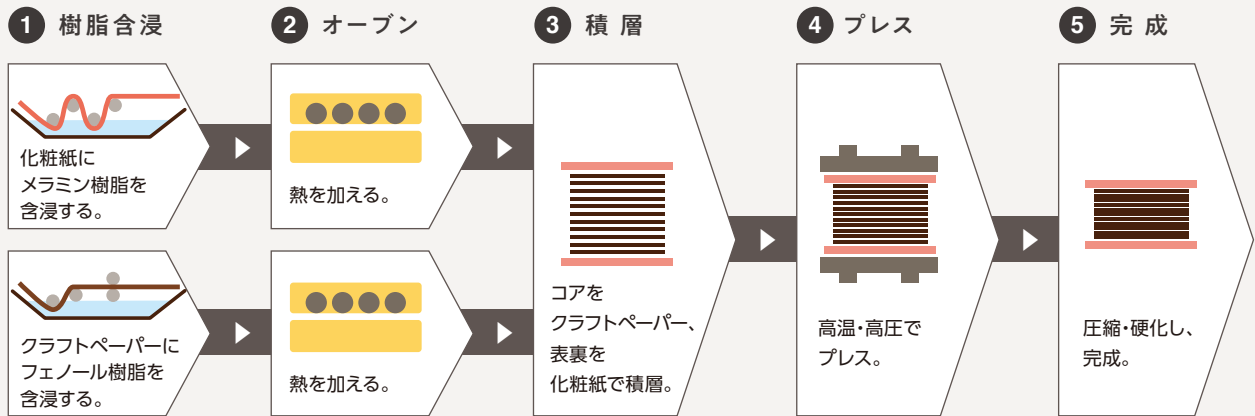 1 樹脂含浸
化粧紙に
メラミン樹脂を
含浸する。
クラフトペーパーに
フェノール樹脂を
含浸する。
2 オーブン
熱を加える。
熱を加える。
3 積 層
コアを
クラフトペーパー、
表裏を
化粧紙で積層。
4 プレス
高温・高圧で
プレス。
5 完 成
圧縮・硬化し、
完成。